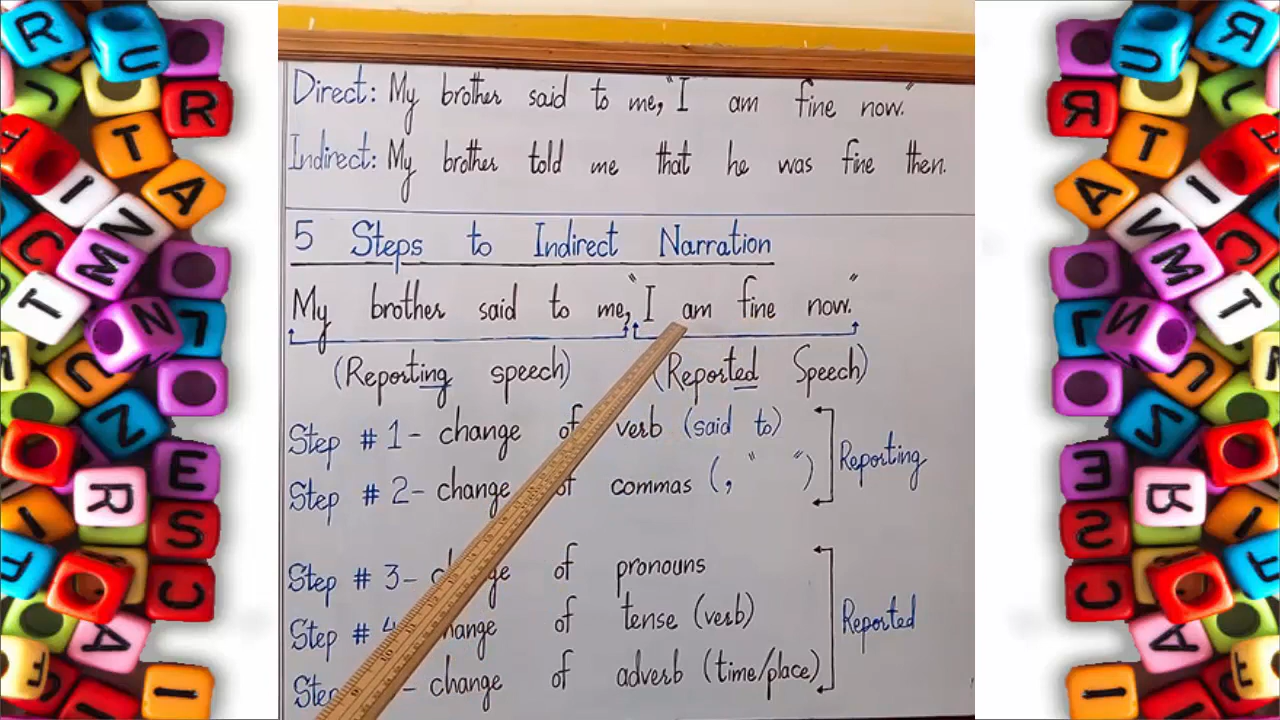 Direct: My brother said to me, "I am fine now."
Indirect: My brother told me that he was fine then.
5 Steps to Indirect Narration
My brother said to me, "I am fine now."
(Reporting speech) (Reported Speech)
Step # 1- change of verb (said to)
Step # 2- change of commas (, " ")
Reporting
Step # 3- change of pronouns
Step # 4- change of tense (verb)
Step change of adverb (time/place)
Reported